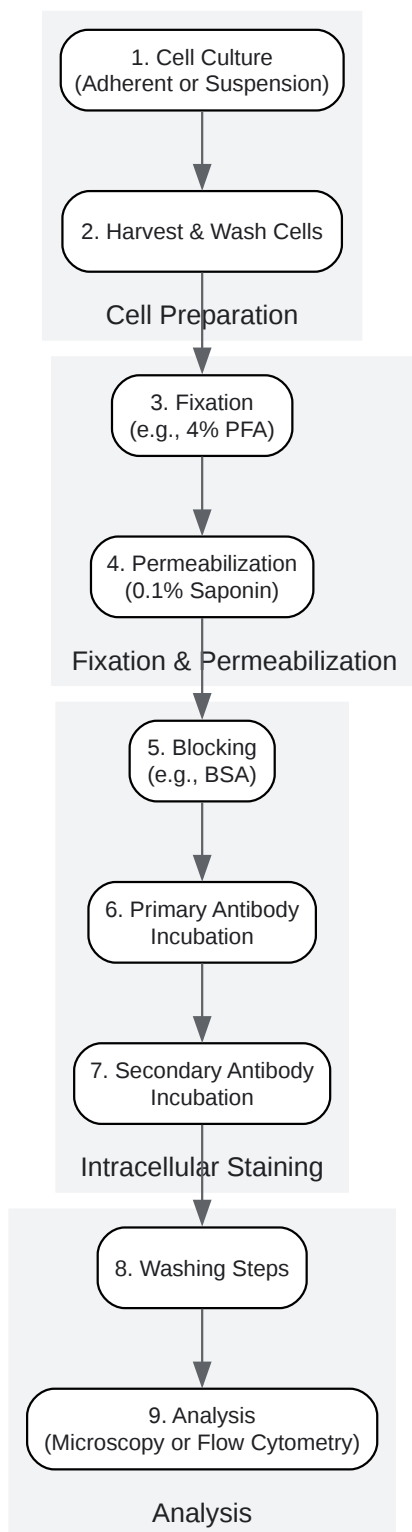 1. Cell Culture
(Adherent or Suspension)
2. Harvest & Wash Cells
Cell Preparation
3. Fixation
(e.g., 4% PFA)
4. Permeabilization
(0.1% Saponin)
Fixation & Permeabilization
5. Blocking
(e.g., BSA)
6. Primary Antibody
Incubation
7. Secondary Antibody
Incubation
Intracellular Staining
8. Washing Steps
9. Analysis
(Microscopy or Flow Cytometry)
Analysis